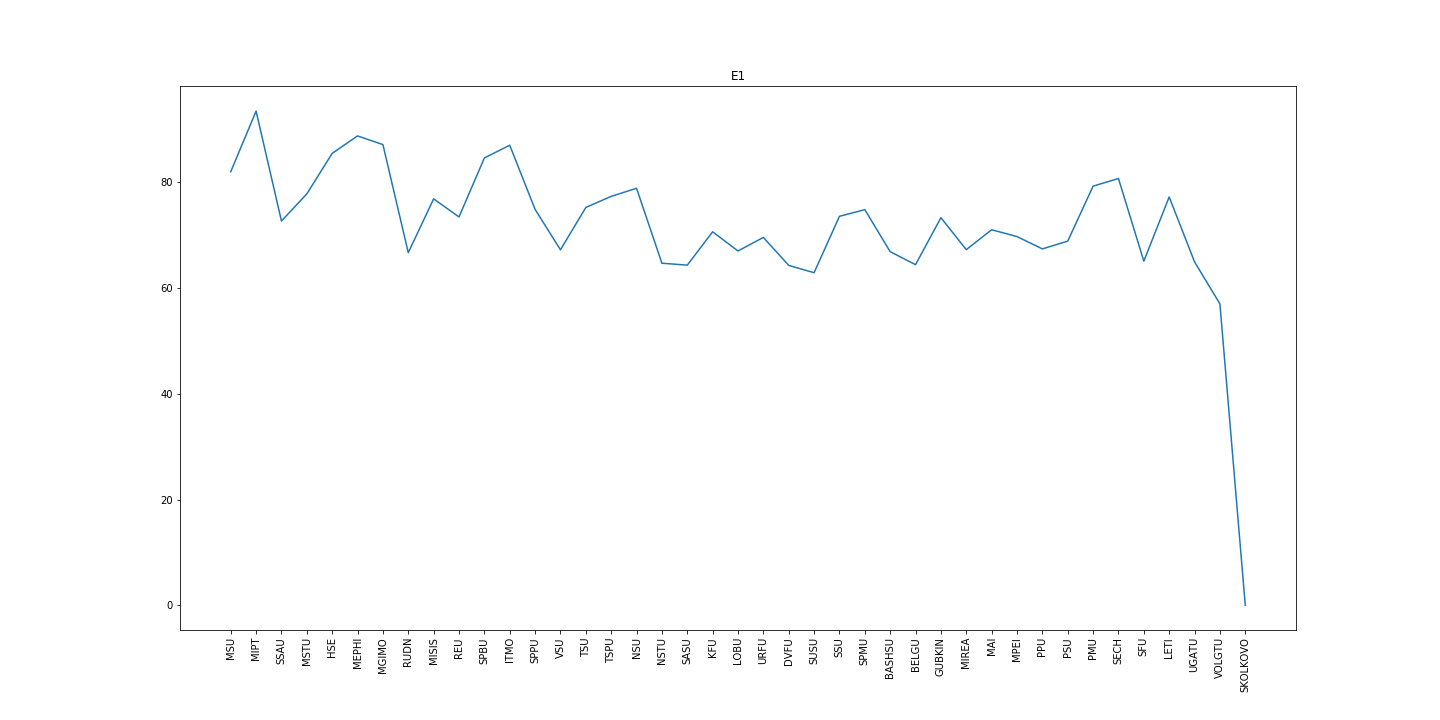 E1
80
60
40
20
0
MSU
MIPT
SSAU
MSTU
HSE
MEPHI
MGIMO
RUDN
MISIS
REU
SPBU
ITMO
SPPU
VSU
TSU
TSPU
NSU
NSTU
SASU
KFU
LOBU
URFU
DVFU
SUSU
SSU
SPMU
BASHSU
BELGU
GUBKIN
MIREA
MAI
MPEI
PPU
PSU
PMU
SECH
SFU
LETI
UGATU
VOLGTU
SKOLKOVO